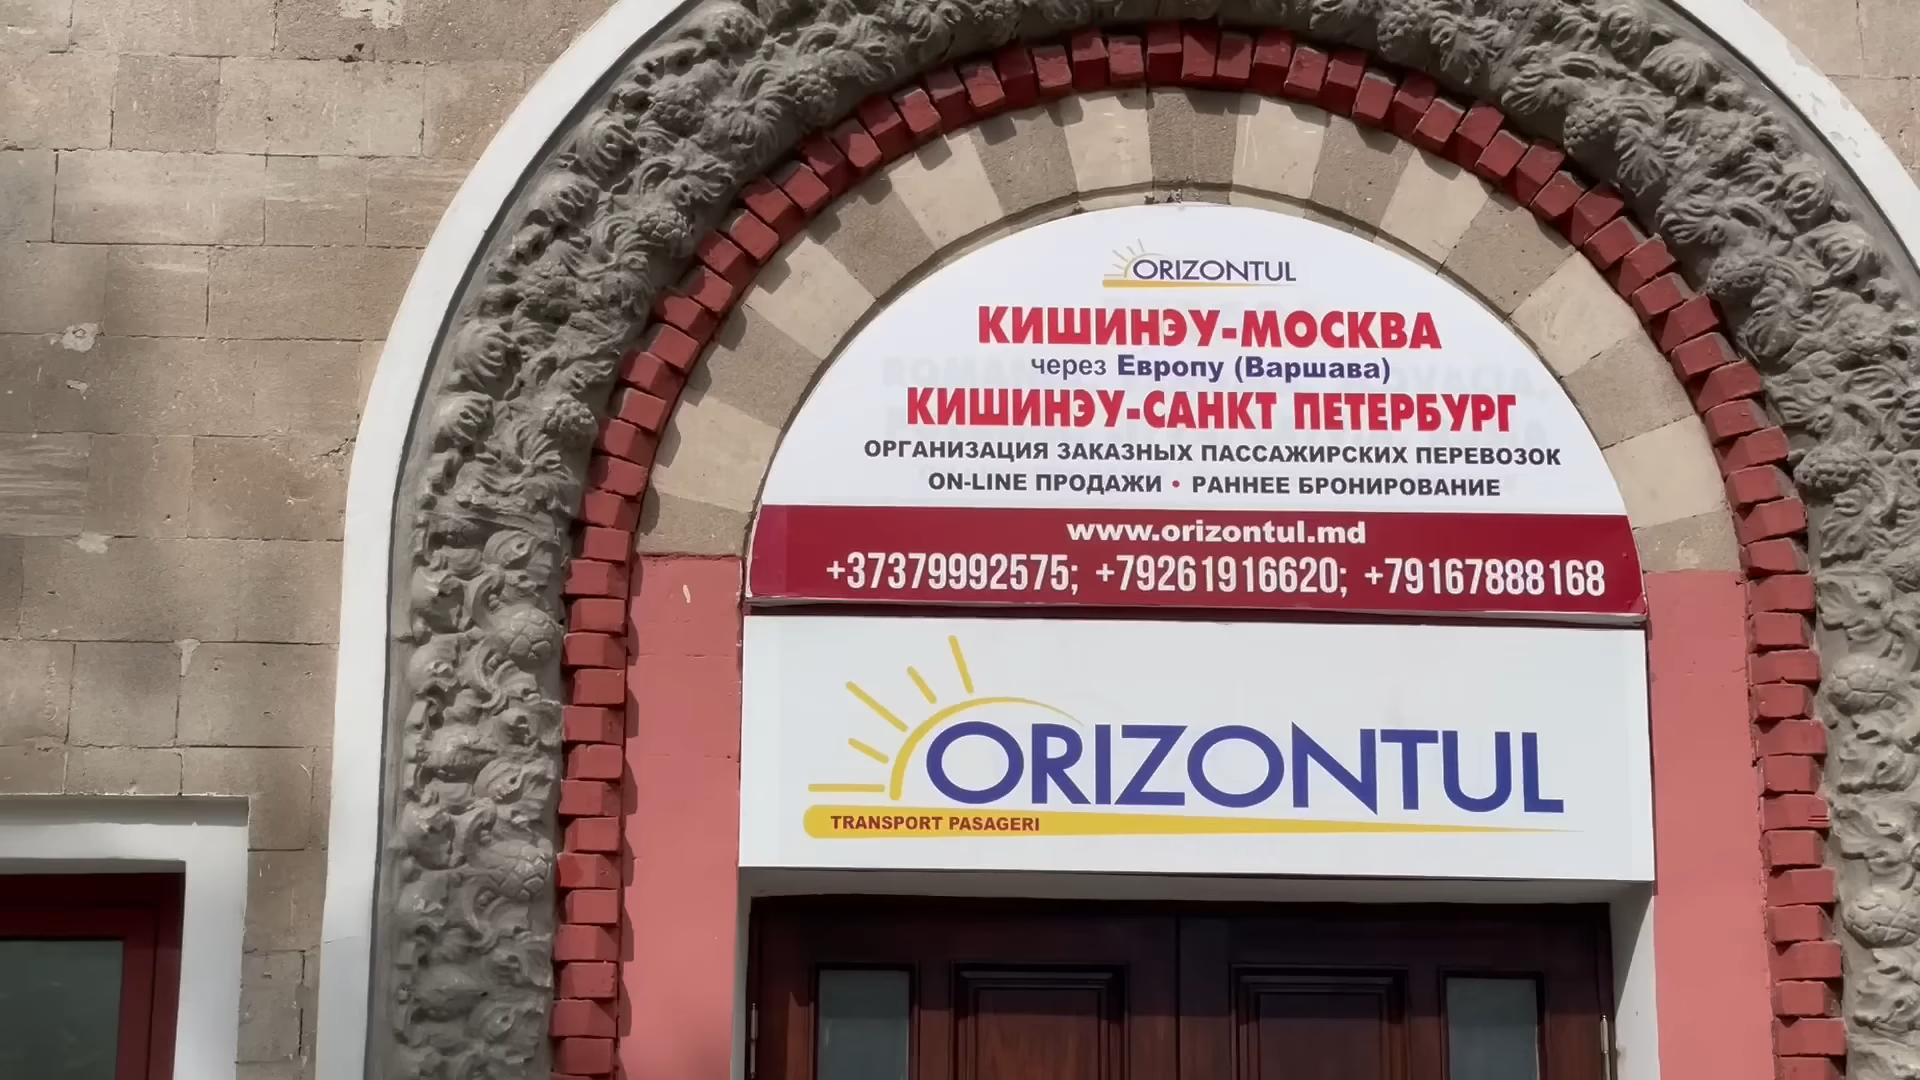 ORIZONTUL
КИШИНЭУ-МОСКВА
через Европу (Варшава)
КИШИНЭУ-САНКТ ПЕТЕРБУРГ
ОРГАНИЗАЦИЯ ЗАКАЗНЫХ ПАССАЖИРСКИХ ПЕРЕВОЗОК
ON-LINE ПРОДАЖИ • РАННЕЕ БРОНИРОВАНИЕ
www.orizontul.md
+37379992575; +79261916620; +79167888168
ORIZONTUL
TRANSPORT PASAGERI